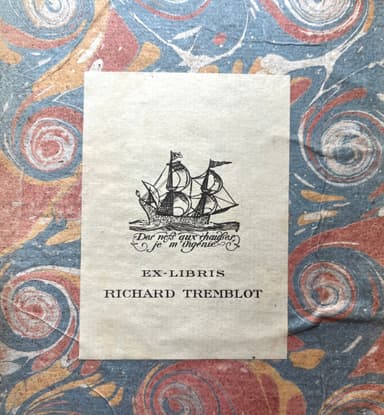 Des nefs aux chausses,
je m'ingénie
EX-LIBRIS
RICHARD TREMBLOT